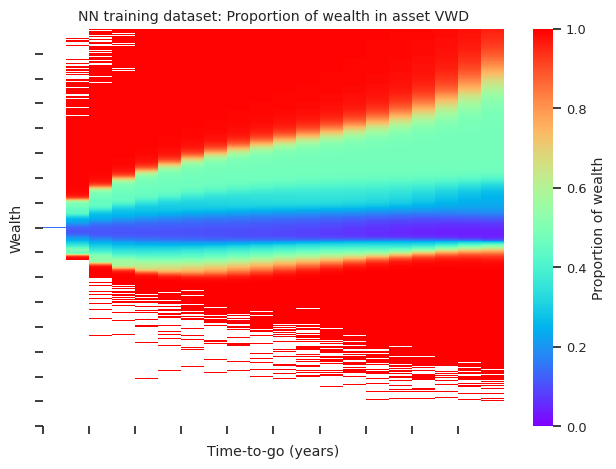 NN training dataset: Proportion of wealth in asset VWD
Wealth
Time-to-go (years)
1.0
0.8
0.6
0.4
0.2
0.0
Proportion of wealth